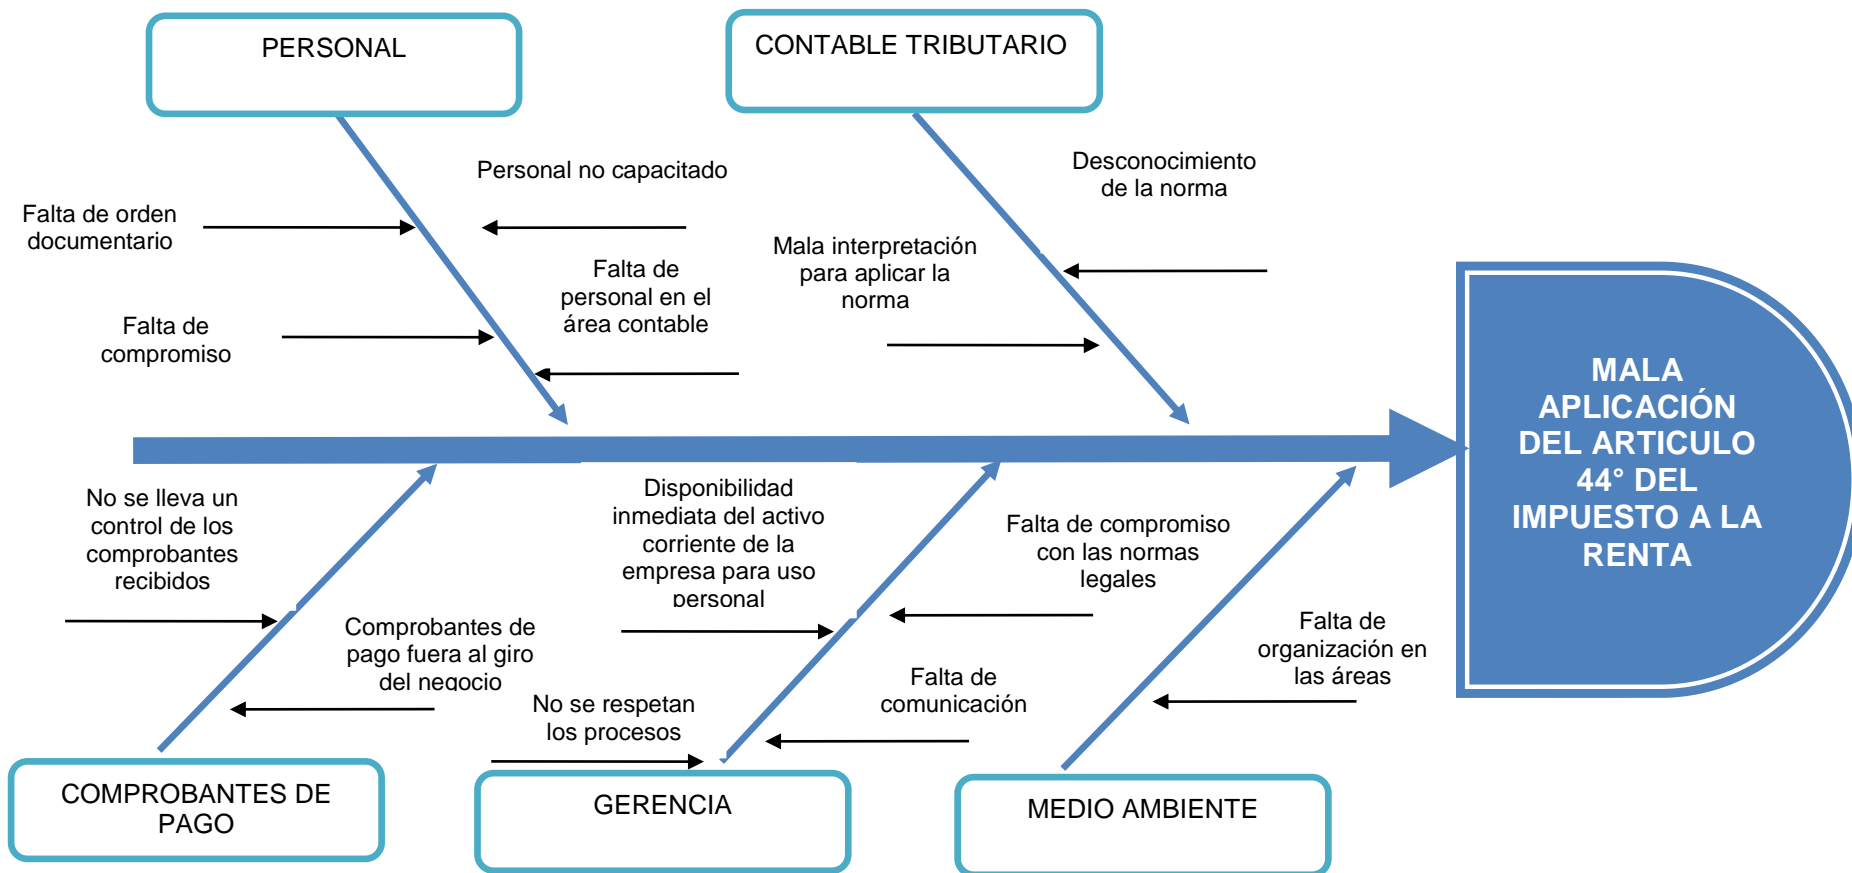 PERSONAL
CONTABLE TRIBUTARIO
Personal no capacitado
Desconocimiento
de la norma
Falta de orden
documentario
Mala interpretación
para aplicar la
norma
Falta de
personal en el
área contable
Falta de
compromiso
MALA
APLICACIÓN
DEL ARTICULO
44° DEL
IMPUESTO A LA
RENTA
No se lleva un
control de los
comprobantes
recibidos
Disponibilidad
inmediata del activo
corriente de la
empresa para uso
personal
Falta de compromiso
con las normas
legales
Comprobantes de
pago fuera al giro
del negocio
Falta de
organización en
las áreas
No se respetan
los procesos
Falta de
comunicación
COMPROBANTES DE
PAGO
GERENCIA
MEDIO AMBIENTE